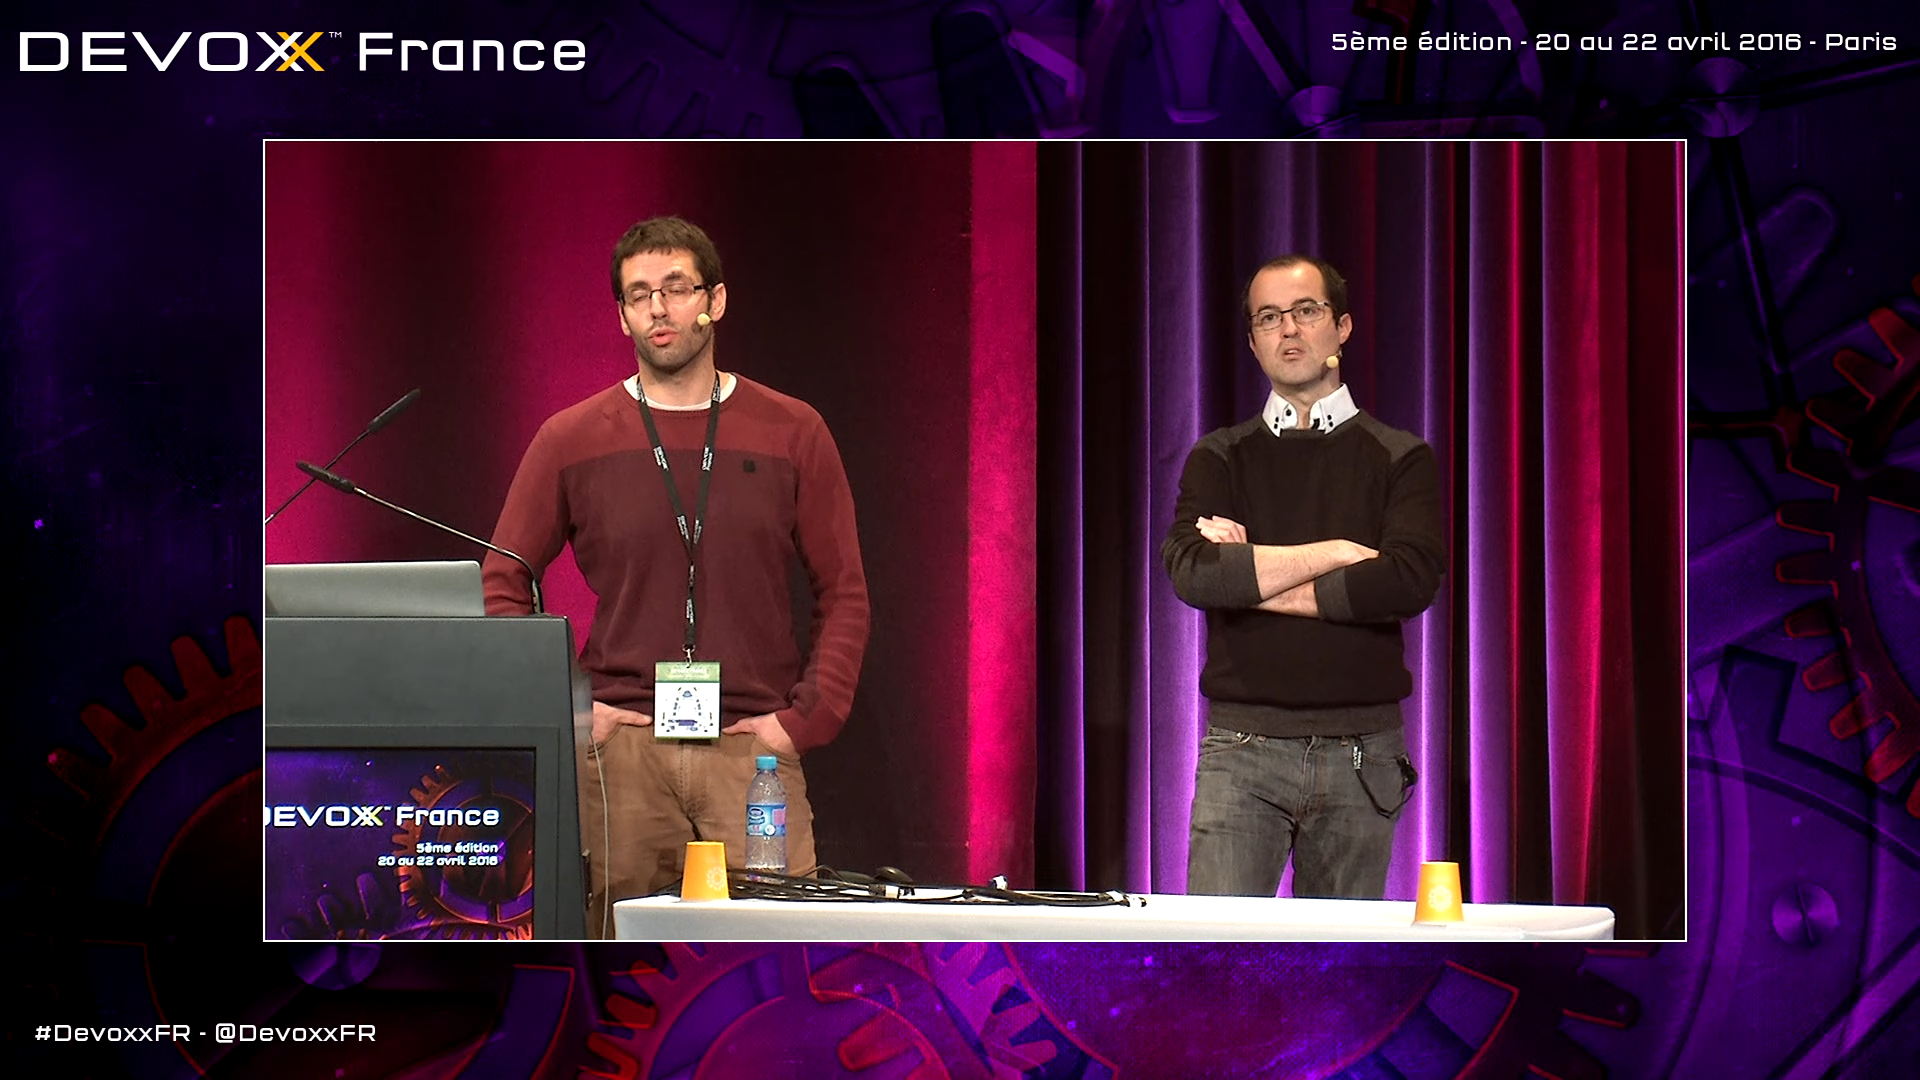 DEVOXX™ France
5ème édition - 20 au 22 avril 2016 - Paris
DEVOXX™ France
5ème édition
20 au 22 avril 2016
#DevoxxFR - @DevoxxFR